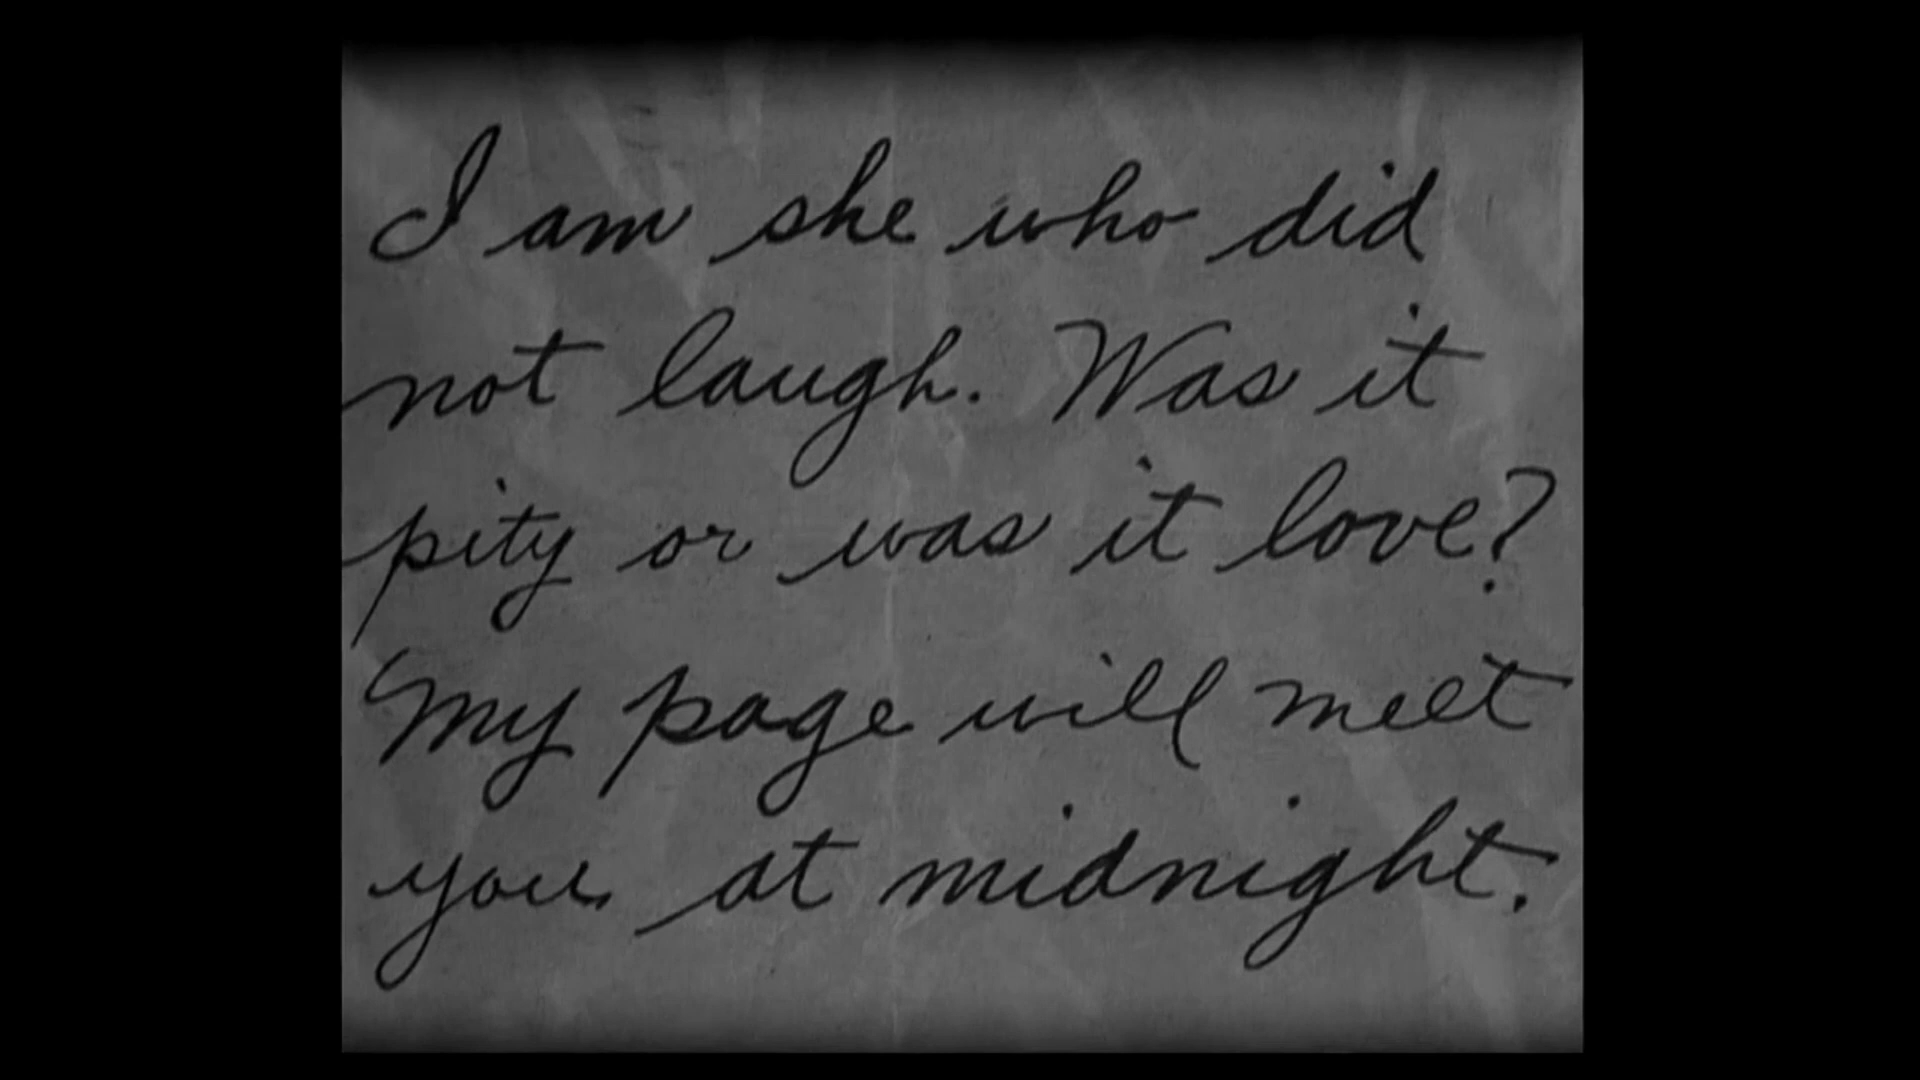 I am she who did
not laugh. Was it
pity or was it love?
My page will meet
you at midnight.